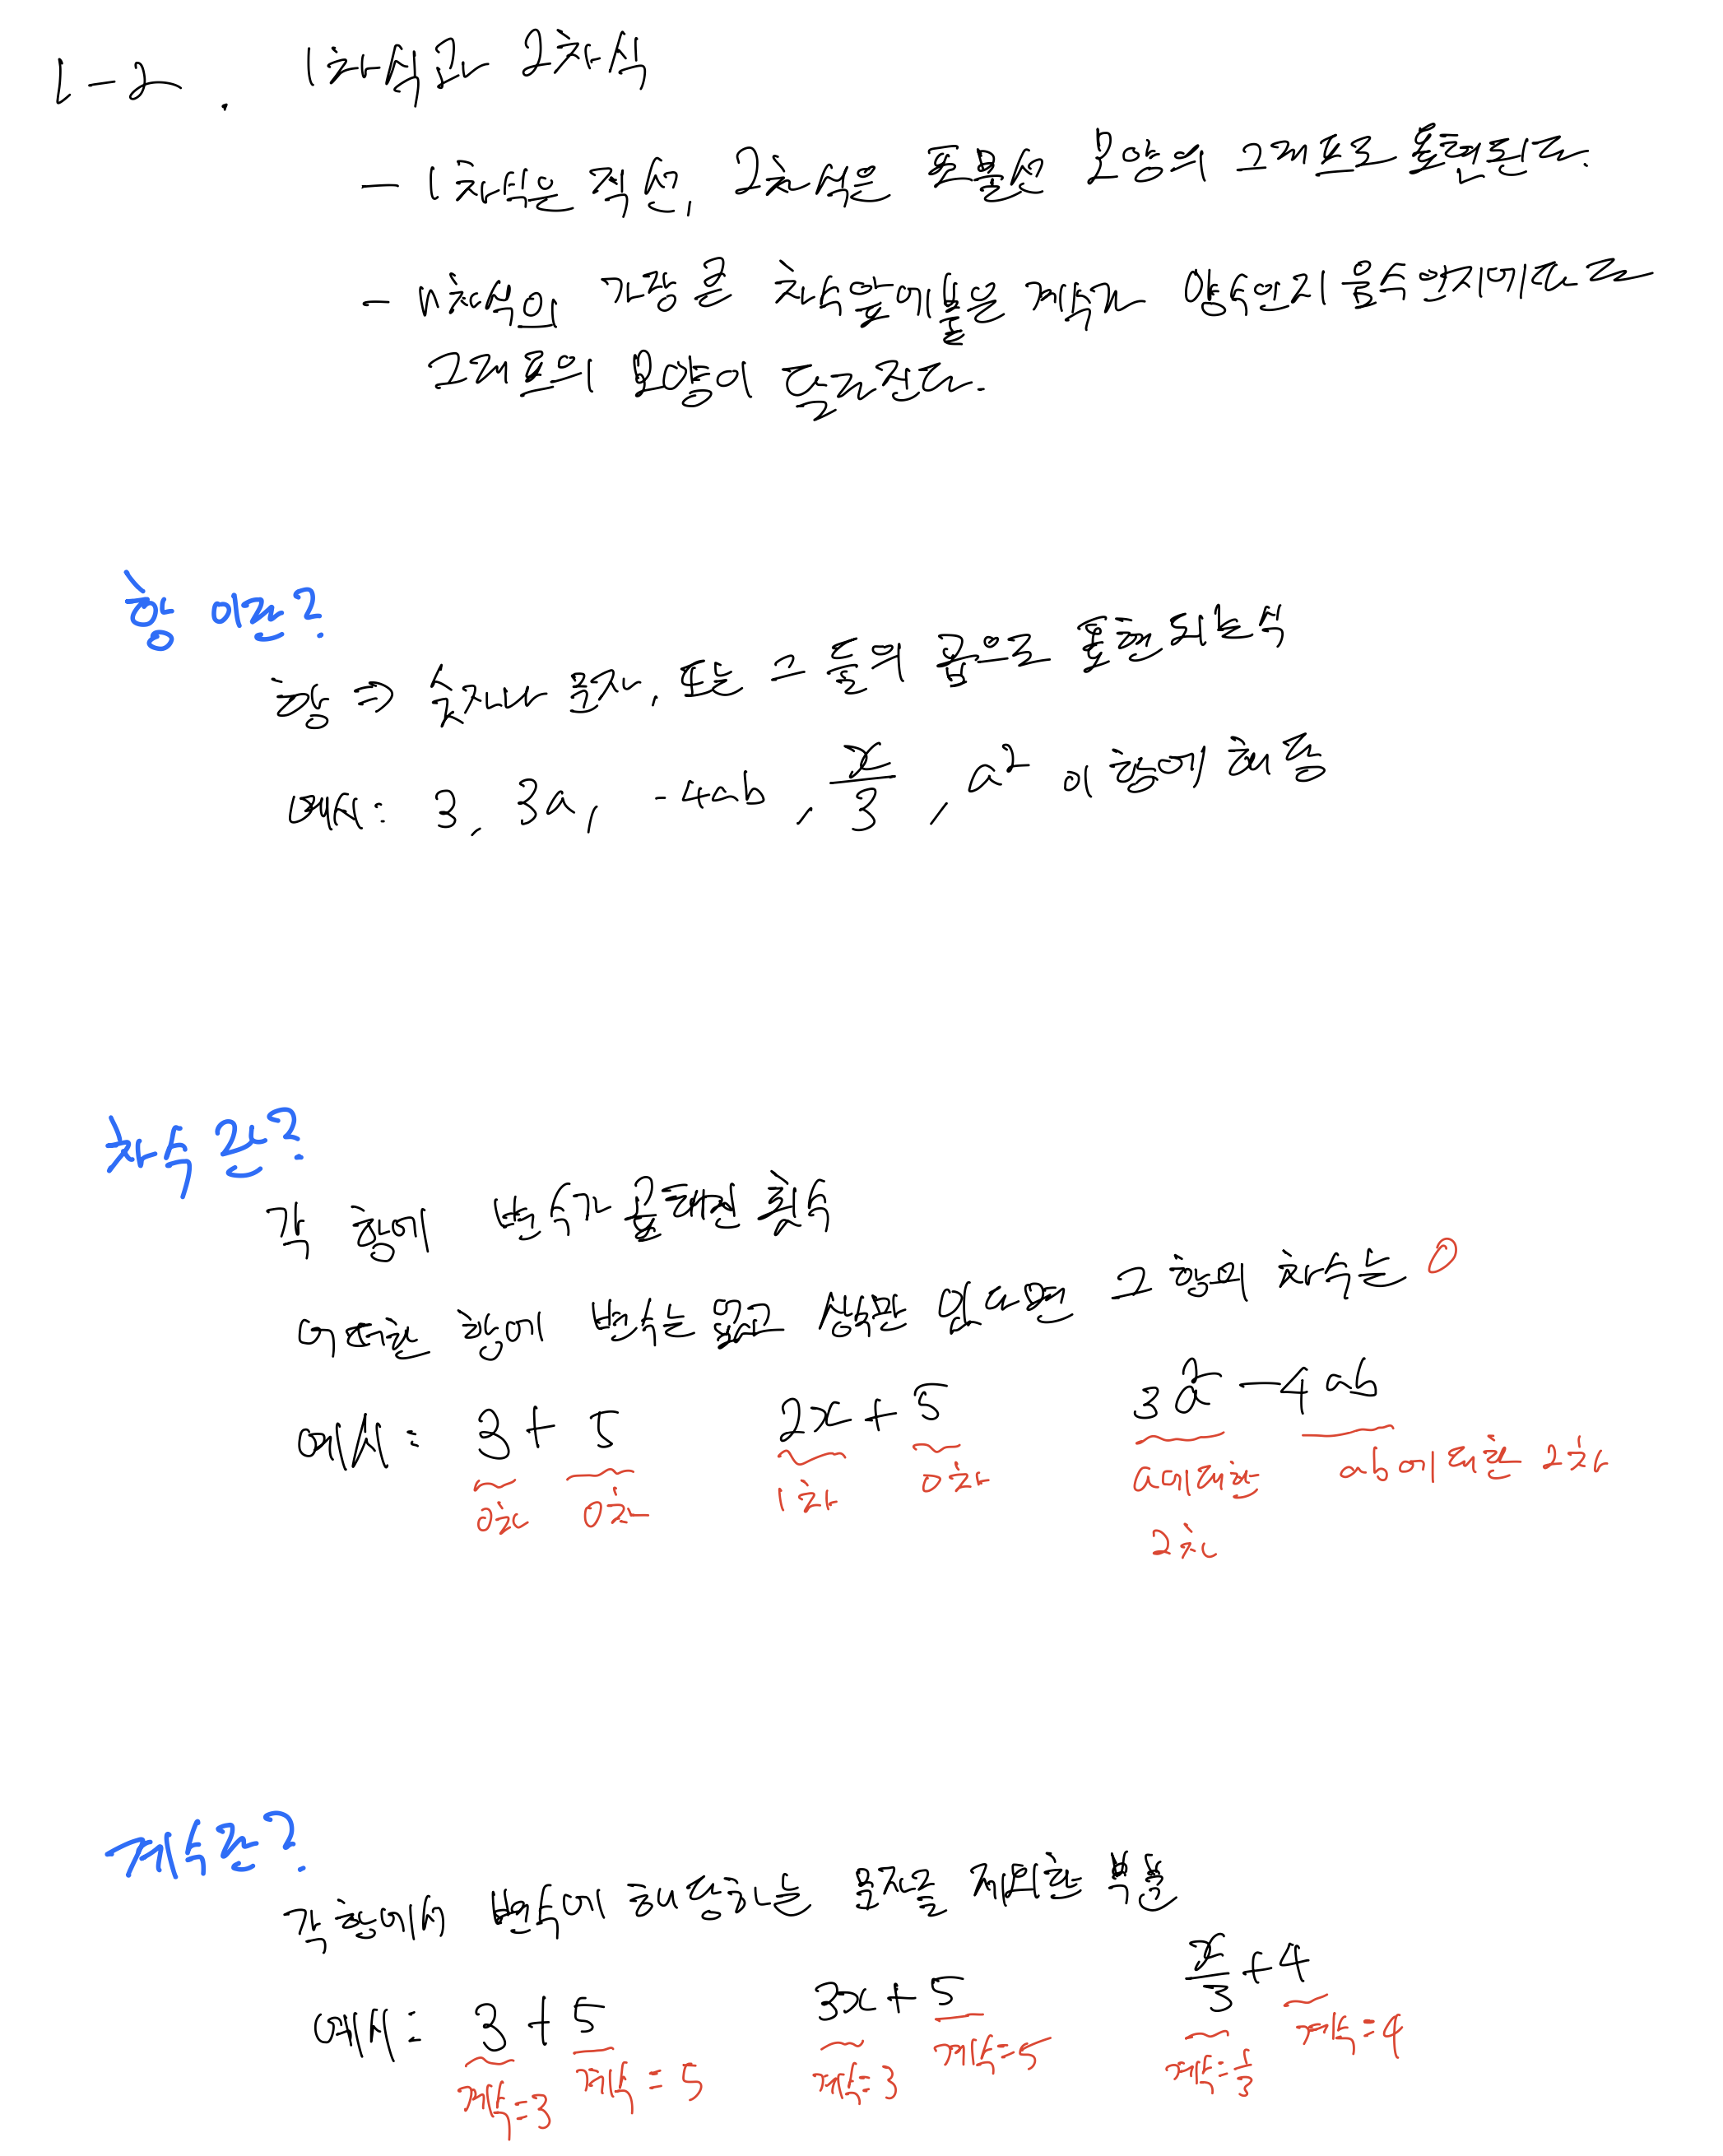 1-2. 1차식과 2차식
- 1차식은 직선, 2차식은 포물선 모양의 그래프로 표현된다.
- n차식의 가장 큰 차식 앞에 붙은 계수가 양수인지 음수인지에 따라
그래프의 모양이 달라진다.
항 이란?
항 ⇒ 숫자나 문자, 또는 그 들의 곱으로 표현되는 식
예시: 3, 3a, -4ab, x/3, a² 이 항에 해당
차수란?
각 항에 변수가 곱해진 횟수
어떠한 항에 변수는 없고 상수만 있다면 그 항의 차수는 0
예시: 3 + 5 2x + 5 3a² - 4ab
0차 0차 1차 0차 a에 대한 ab에 대한 2차
2차
계수란?
각 항에서 변수에 해당하는 문자를 제외한 부분
예시: 3 + 5 3x + 5 x/3 + 4
계수=3 계수=5 계수=3 계수=5 계수=1/3 계수=4